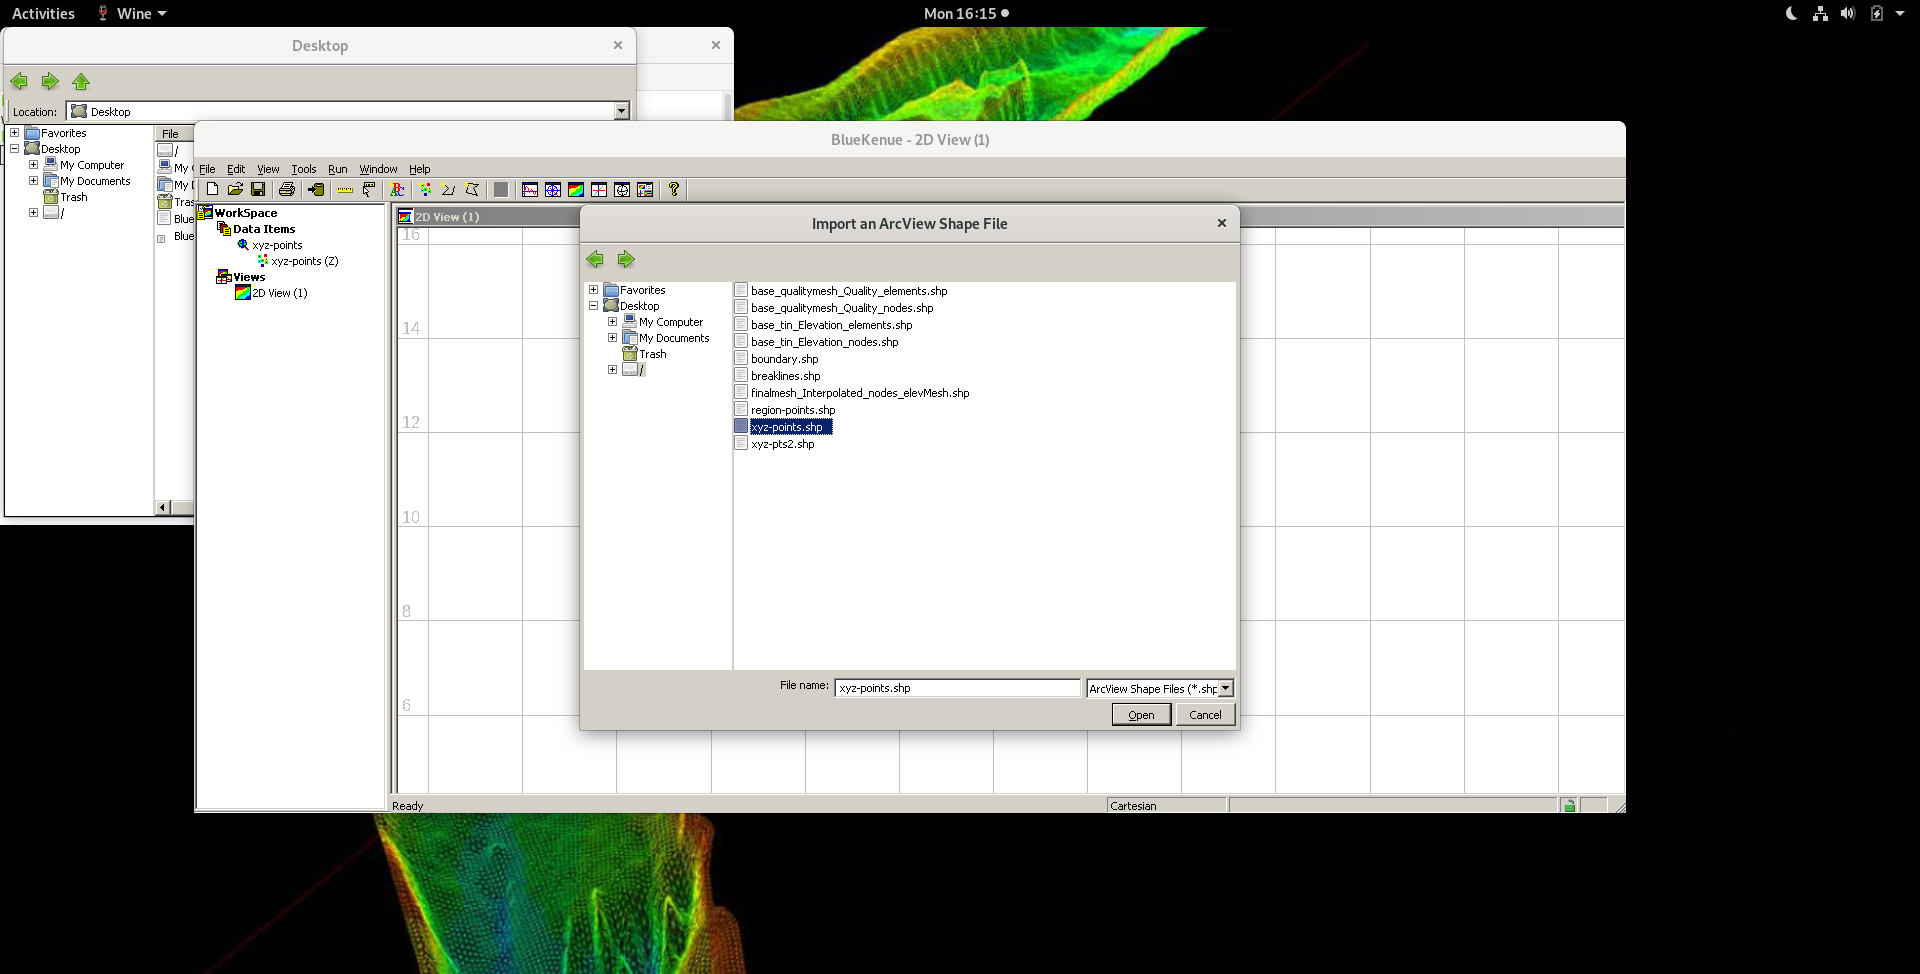 Activities Wine Mon 16:15
Desktop
Location: Desktop
Favorites
Desktop
My Computer
My Documents
Trash
/
File
/
My
My
Tras
Blue
Blue
BlueKenue - 2D View (1)
File Edit View Tools Run Window Help
WorkSpace
Data Items
xyz-points
xyz-points (Z)
Views
2D View (1)
2D View (1)
16
14
12
10
8
6
Import an ArcView Shape File
Favorites
Desktop
My Computer
My Documents
Trash
/
base_qualitymesh_Quality_elements.shp
base_qualitymesh_Quality_nodes.shp
base_tin_Elevation_elements.shp
base_tin_Elevation_nodes.shp
boundary.shp
breaklines.shp
finalmesh_Interpolated_nodes_elevMesh.shp
region-points.shp
xyz-points.shp
xyz-pts2.shp
File name: xyz-points.shp ArcView Shape Files (*.shp
Open Cancel
Ready Cartesian